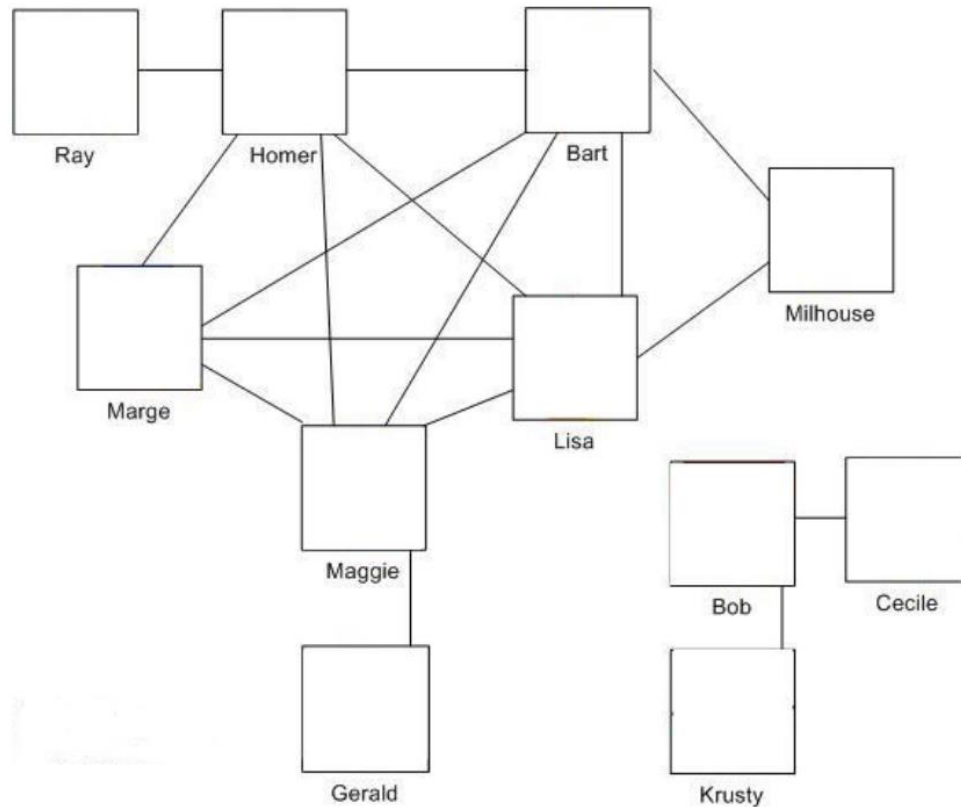 Ray
Homer
Bart
Milhouse
Marge
Lisa
Maggie
Bob
Cecile
Gerald
Krusty